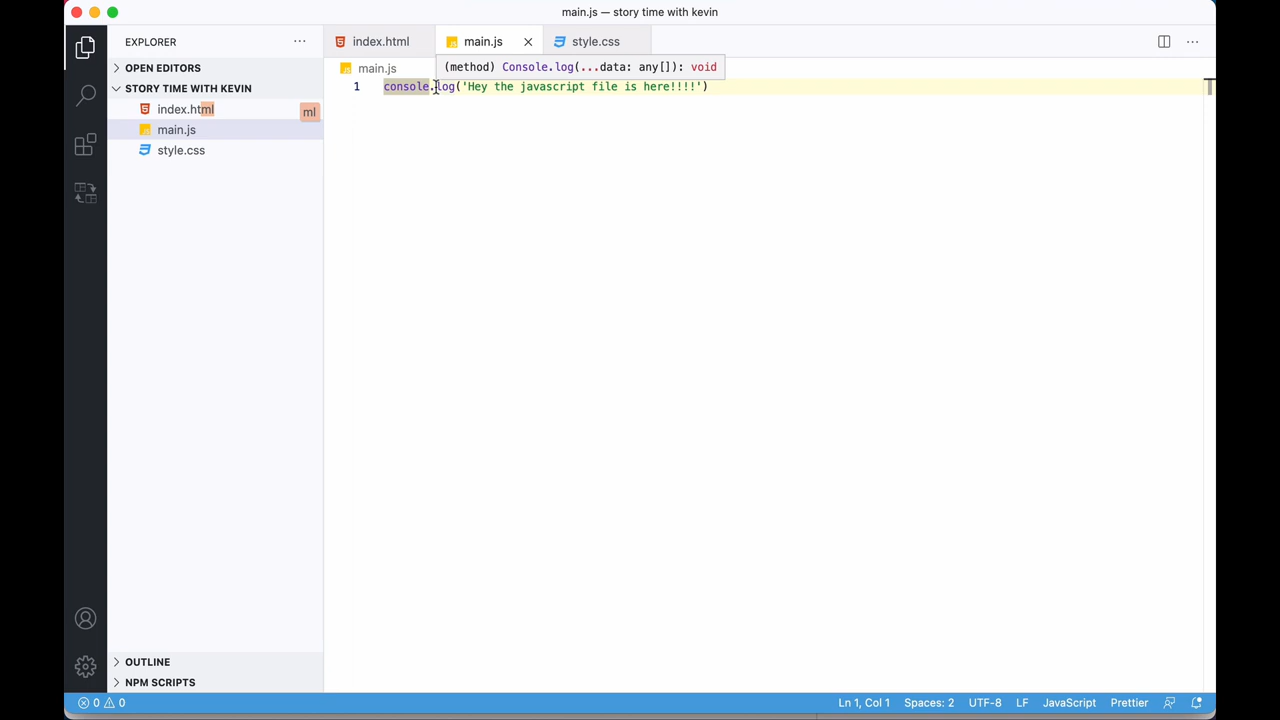 main.js — story time with kevin
EXPLORER
OPEN EDITORS
STORY TIME WITH KEVIN
index.html
ml
main.js
style.css
OUTLINE
NPM SCRIPTS
index.html
main.js
style.css
main.js
(method) Console.log(...data: any[]): void
1 console.log('Hey the javascript file is here!!!!')
0 0
Ln 1, Col 1 Spaces: 2 UTF-8 LF JavaScript Prettier